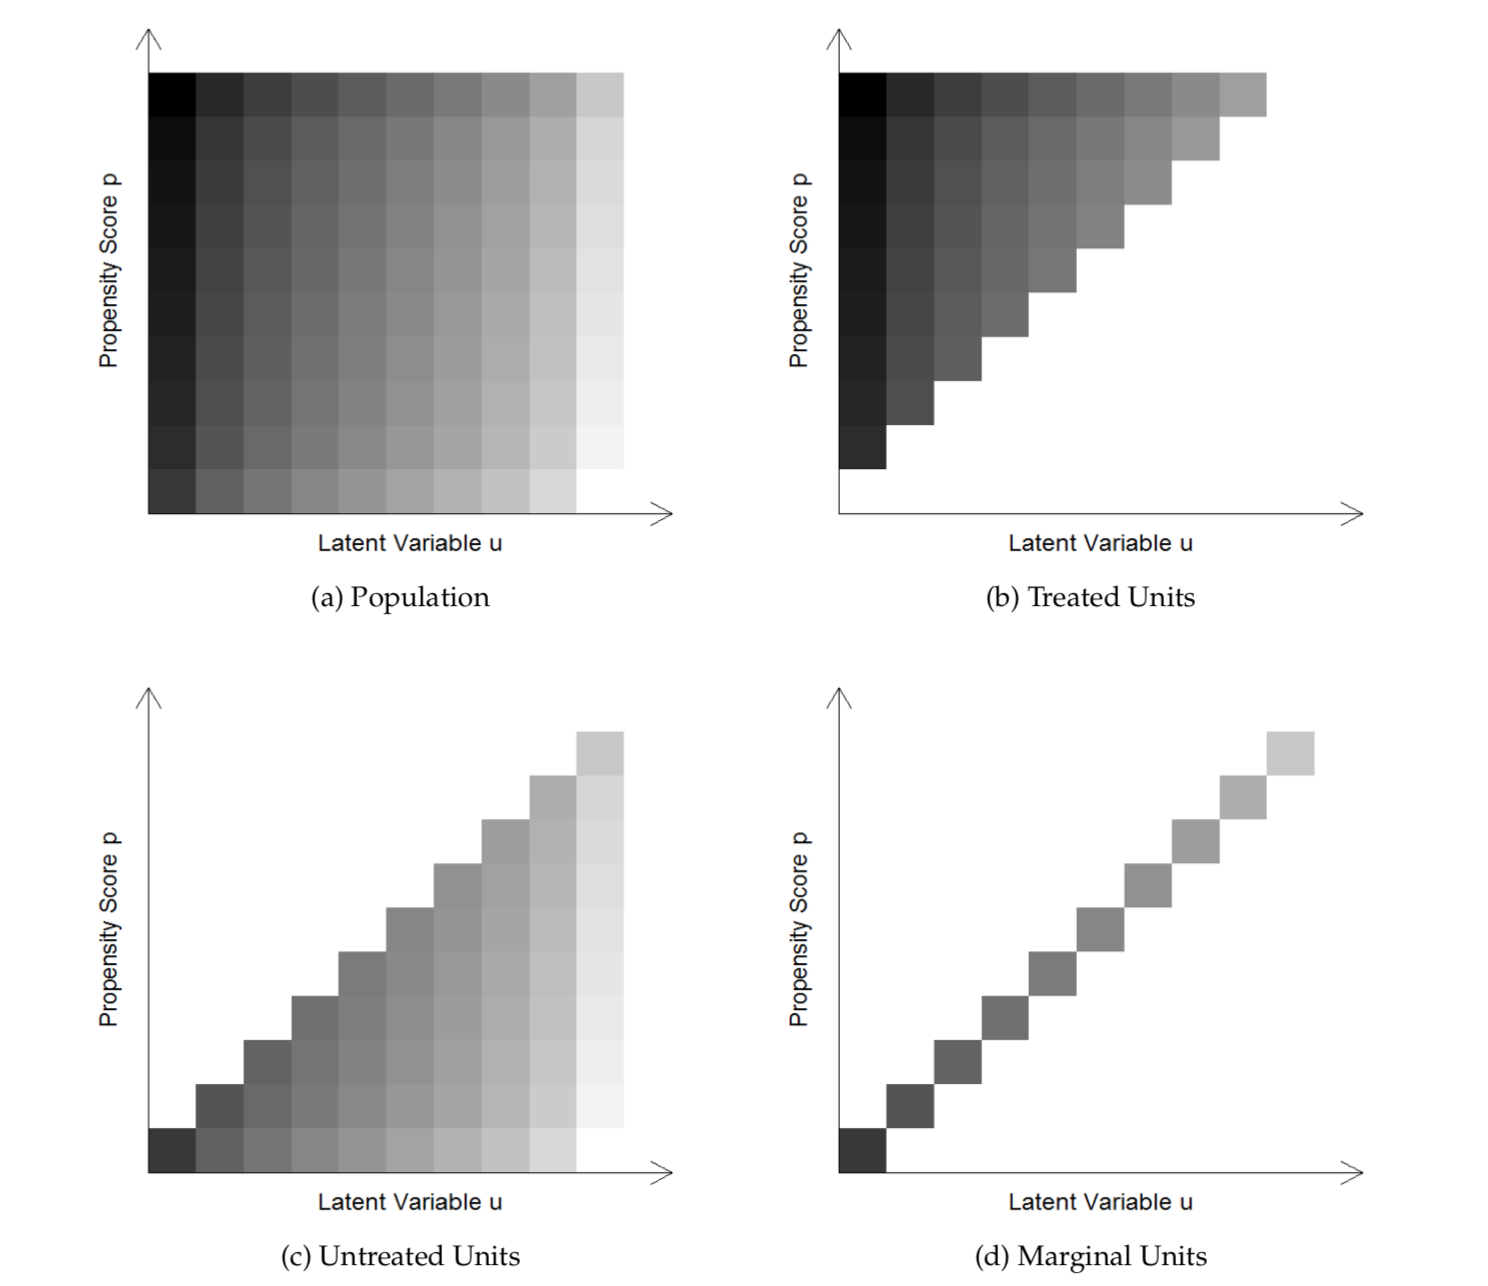 Propensity Score p
Latent Variable u
(a) Population
Propensity Score p
Latent Variable u
(b) Treated Units
Propensity Score p
Latent Variable u
(c) Untreated Units
Propensity Score p
Latent Variable u
(d) Marginal Units